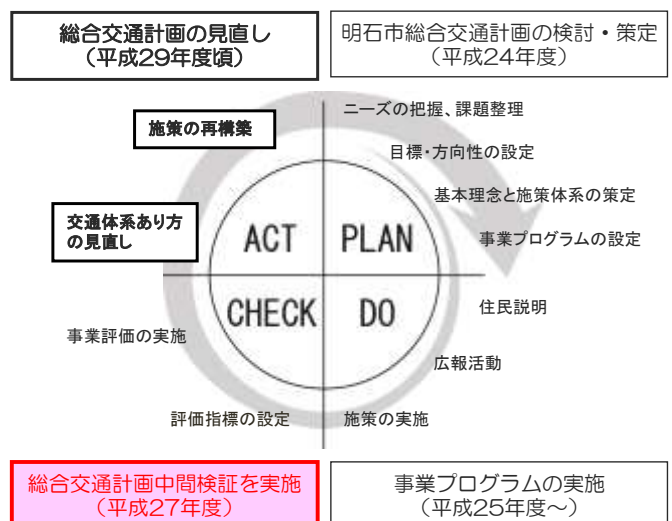 総合交通計画の見直し
（平成29年度頃）
明石市総合交通計画の検討・策定
（平成24年度）
ニーズの把握、課題整理
施策の再構築
目標・方向性の設定
基本理念と施策体系の策定
交通体系あり方
の見直し
ACT
PLAN
事業プログラムの設定
CHECK
DO
住民説明
事業評価の実施
広報活動
評価指標の設定
施策の実施
総合交通計画中間検証を実施
（平成27年度）
事業プログラムの実施
（平成25年度～）